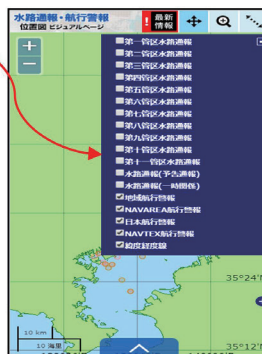 水路通報・航行警報
位置図 ビジュアルページ
! 最新
情報
第一管区水路通報
第二管区水路通報
第三管区水路通報
第四管区水路通報
第五管区水路通報
第六管区水路通報
第七管区水路通報
第八管区水路通報
第九管区水路通報
第十管区水路通報
第十一管区水路通報
水路通報(予告通報)
水路通報(一時関係)
地域航行警報
NAVAREA航行警報
日本航行警報
NAVTEX航行警報
緯度経度線
35°24'
10 km
10 海里
35°12'